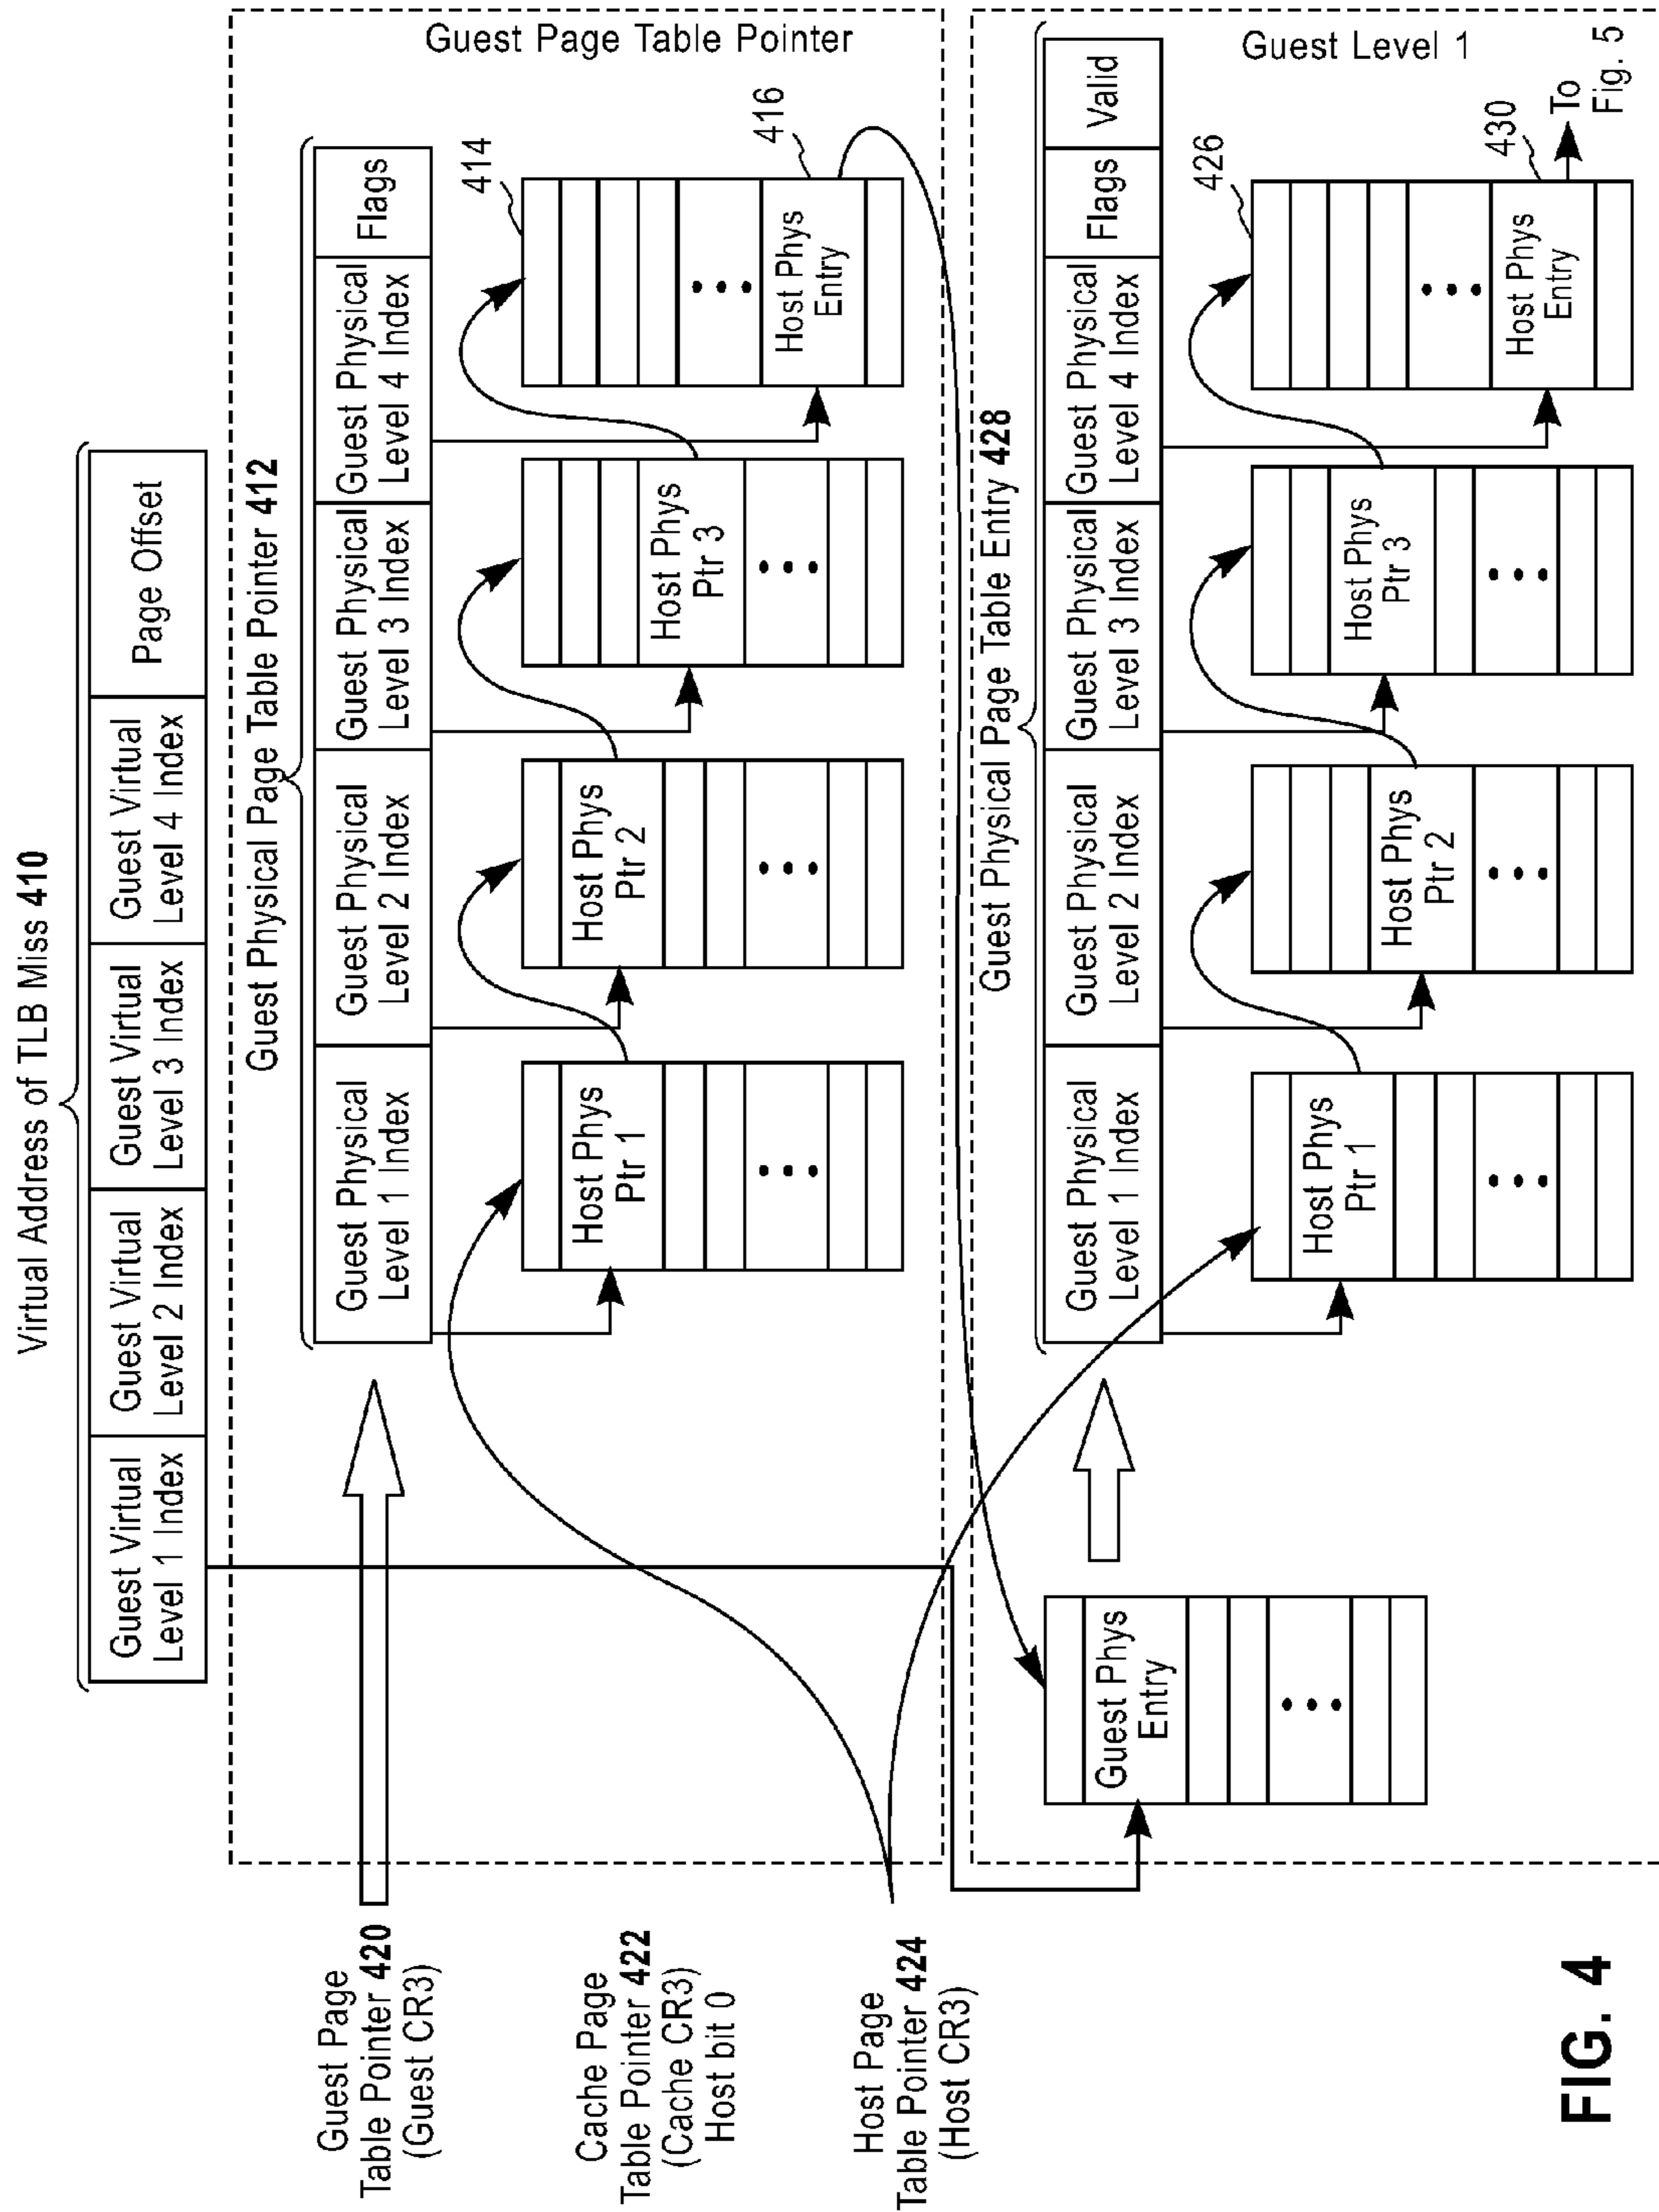 Virtual Address of TLB Miss 410
Guest Virtual
Level 1 Index
Guest Virtual
Level 2 Index
Guest Virtual
Level 3 Index
Guest Virtual
Level 4 Index
Page Offset
Guest Page
Table Pointer 420
(Guest CR3)
Cache Page
Table Pointer 422
(Cache CR3)
Host bit 0
Host Page
Table Pointer 424
(Host CR3)
Guest Page Table Pointer
Guest Physical Page Table Pointer 412
Guest Physical
Level 1 Index
Guest Physical
Level 2 Index
Guest Physical
Level 3 Index
Guest Physical
Level 4 Index
Flags
Host Phys
Ptr 1
Host Phys
Ptr 2
Host Phys
Ptr 3
414
Host Phys
Entry
416
Guest Level 1
Guest Physical Page Table Entry 428
Guest Phys
Entry
Guest Physical
Level 1 Index
Guest Physical
Level 2 Index
Guest Physical
Level 3 Index
Guest Physical
Level 4 Index
Flags
Valid
Host Phys
Ptr 1
Host Phys
Ptr 2
Host Phys
Ptr 3
426
Host Phys
Entry
430
To
Fig. 5
FIG. 4